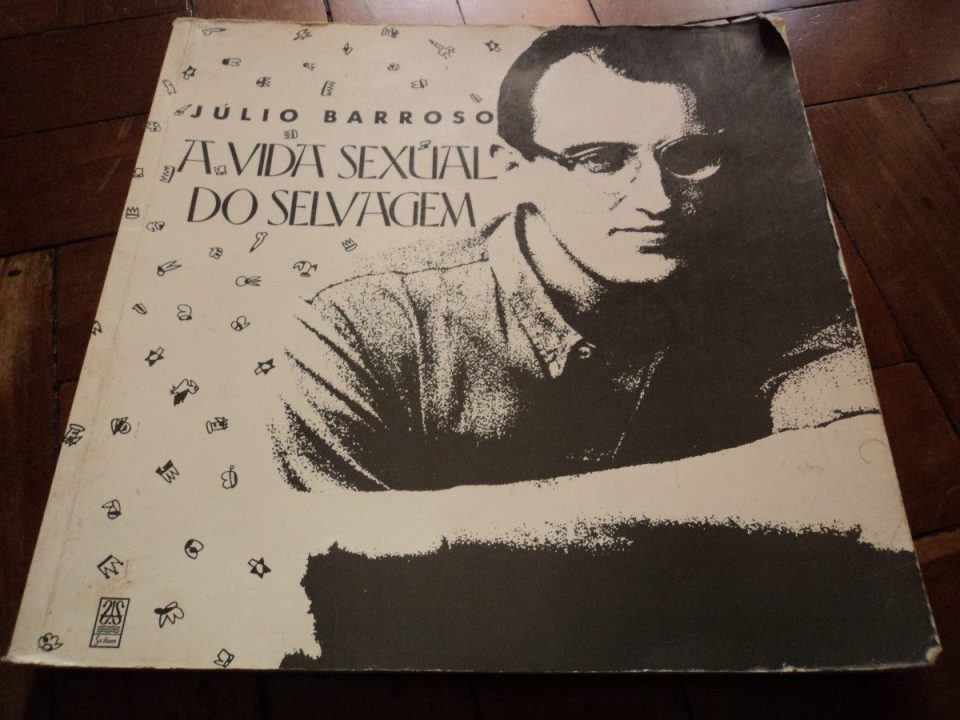 JÚLIO BARROSO
A VIDA SEXUAL
DO SELVAGEM